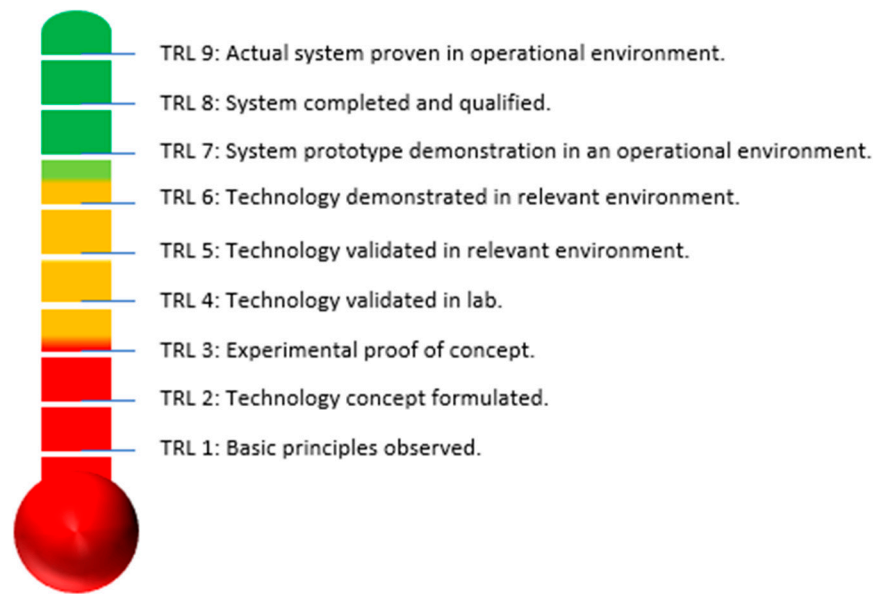 TRL 9: Actual system proven in operational environment.
TRL 8: System completed and qualified.
TRL 7: System prototype demonstration in an operational environment.
TRL 6: Technology demonstrated in relevant environment.
TRL 5: Technology validated in relevant environment.
TRL 4: Technology validated in lab.
TRL 3: Experimental proof of concept.
TRL 2: Technology concept formulated.
TRL 1: Basic principles observed.